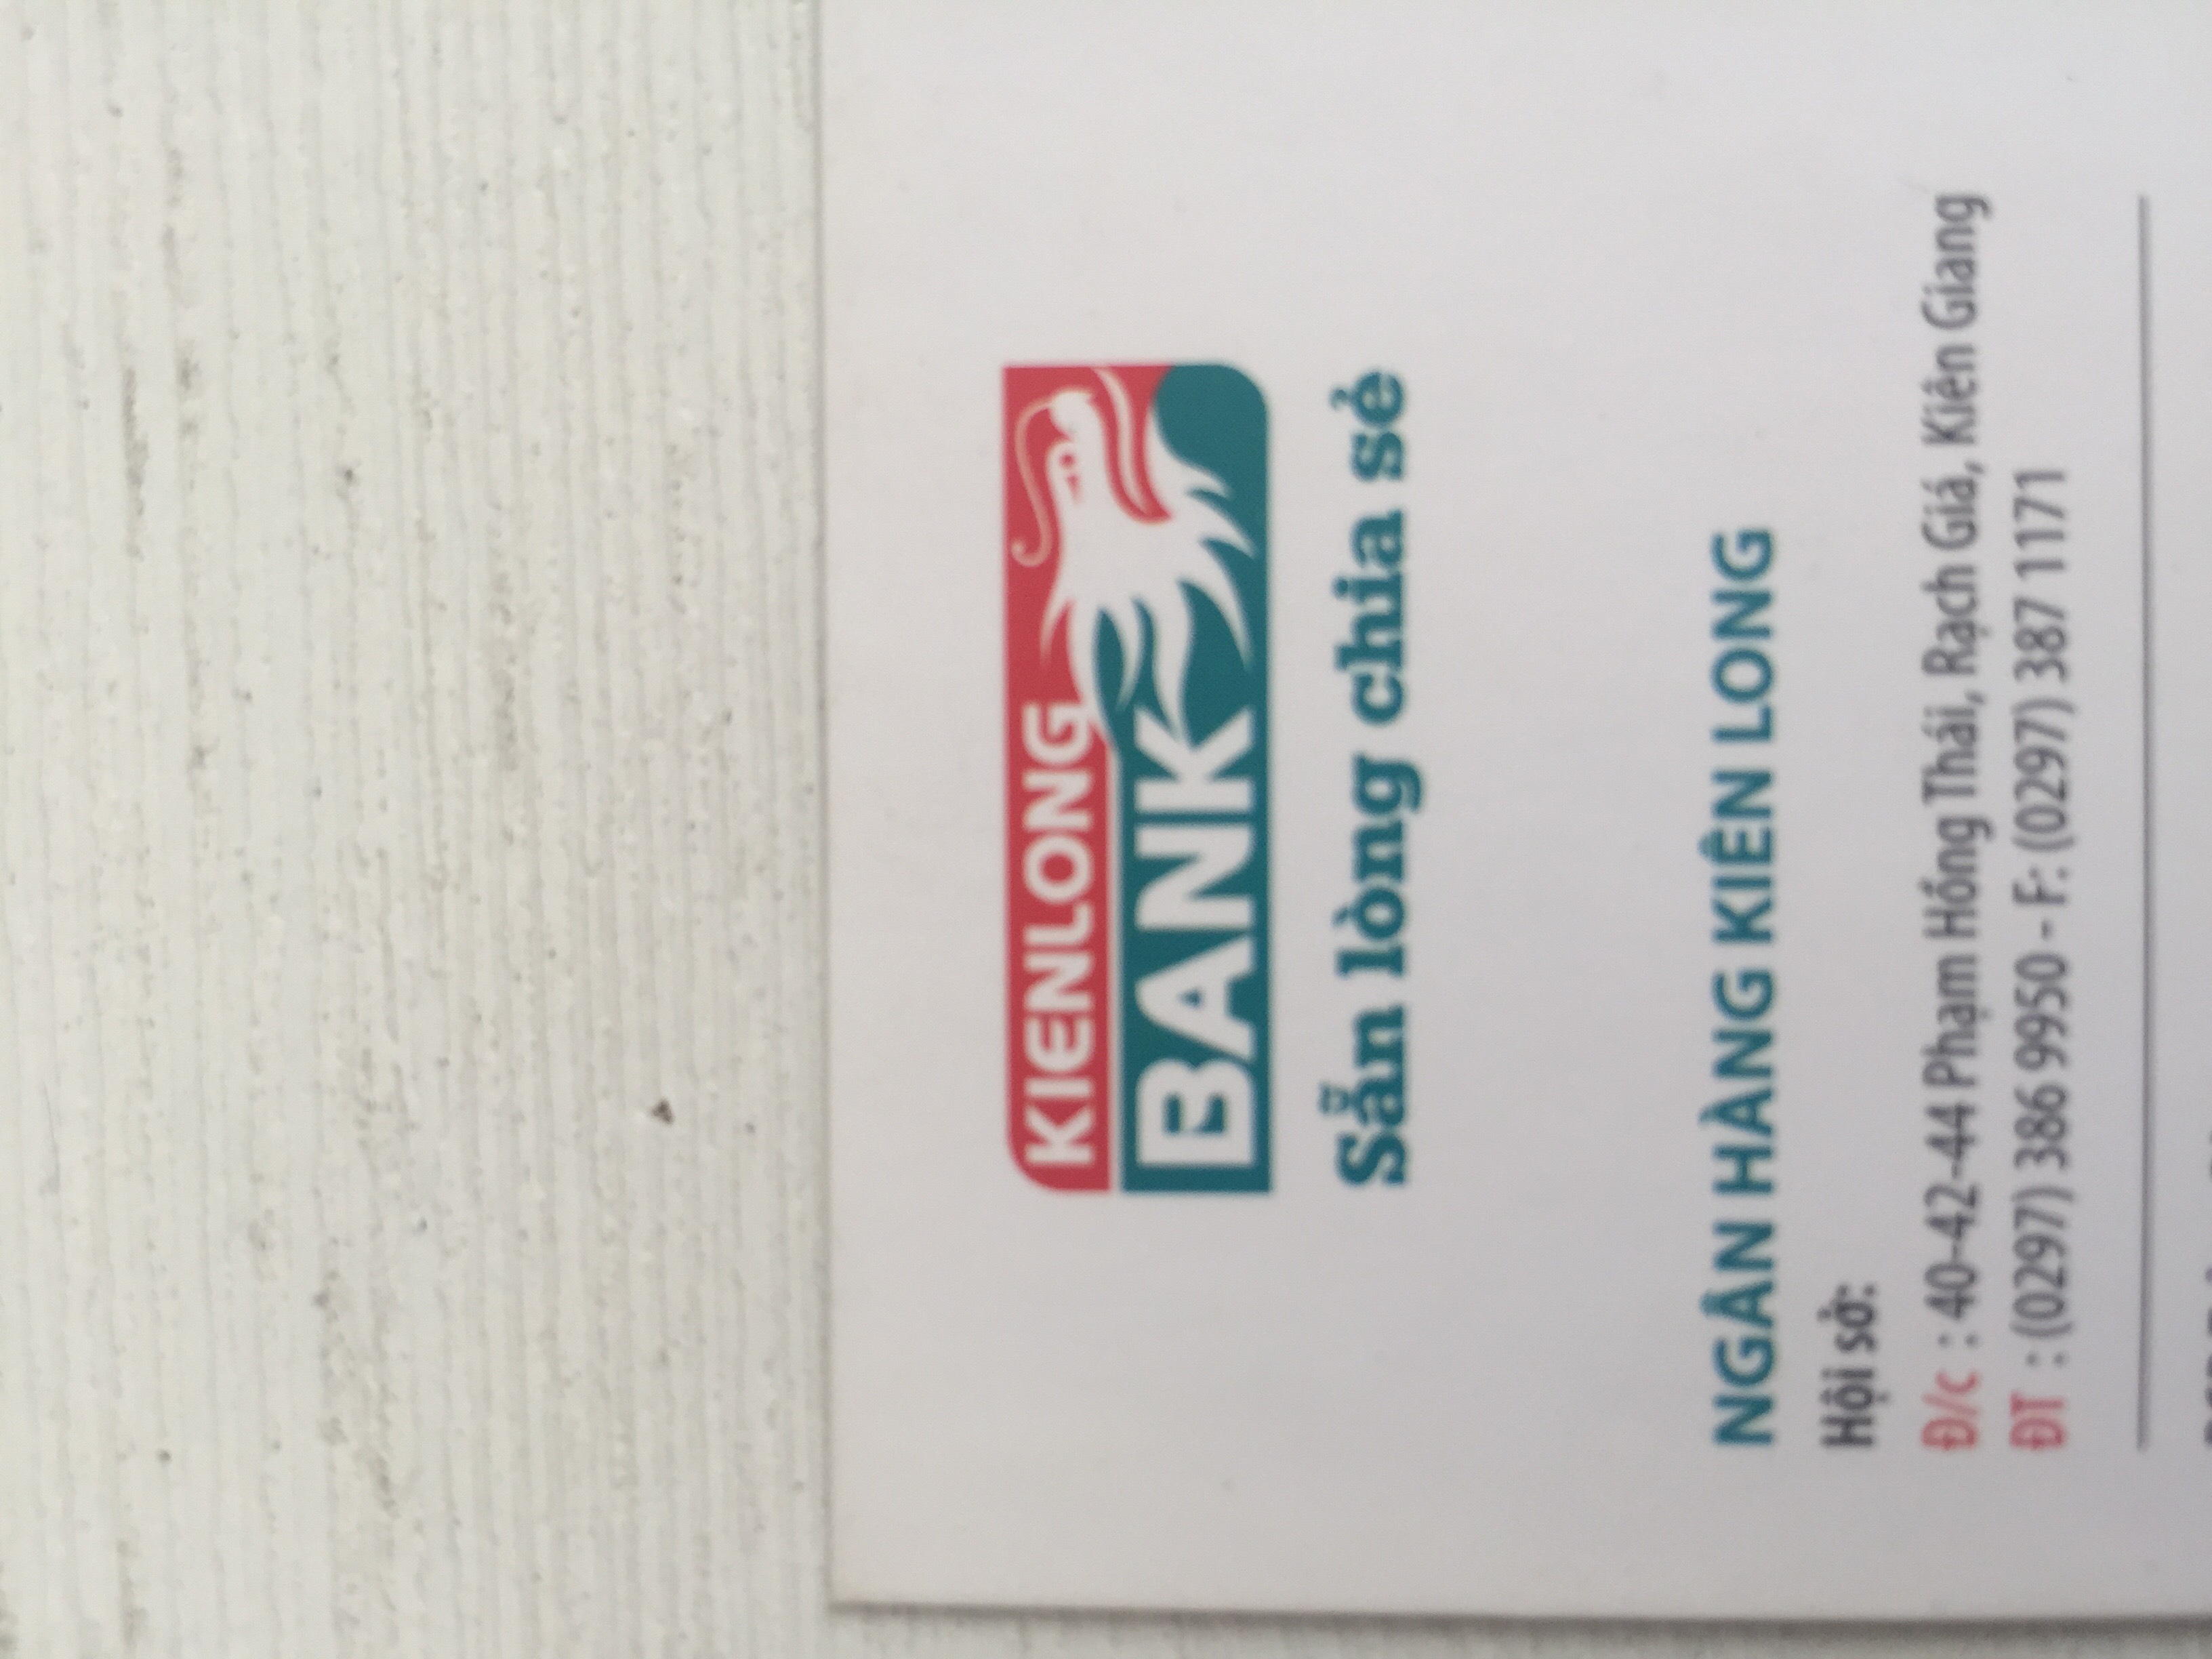 KIENLONG
BANK
Sẵn lòng chia sẻ
NGÂN HÀNG KIÊN LONG
Hội sở:
Đ/c : 40-42-44 Phạm Hồng Thái, Rạch Giá, Kiên Giang
ĐT : (0297) 386 9950 - F: (0297) 387 1171